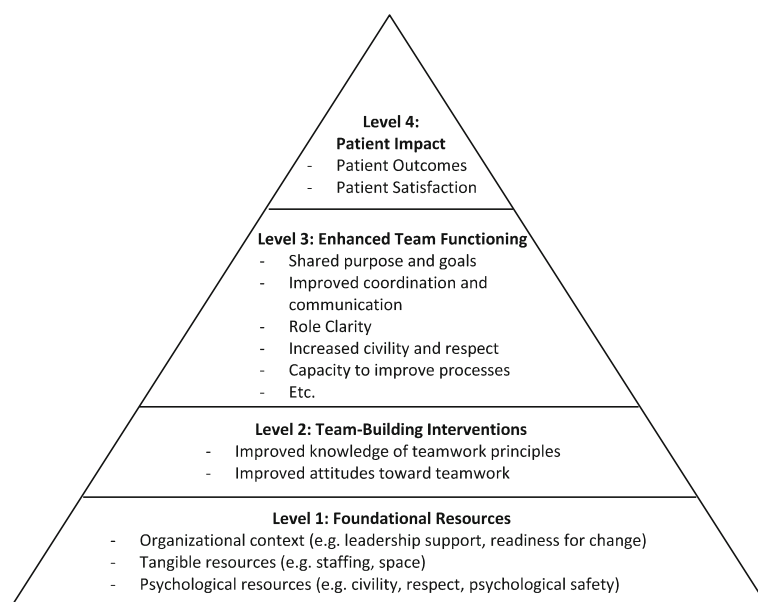 Level 4:
Patient Impact
- Patient Outcomes
- Patient Satisfaction
Level 3: Enhanced Team Functioning
- Shared purpose and goals
- Improved coordination and
communication
- Role Clarity
- Increased civility and respect
- Capacity to improve processes
- Etc.
Level 2: Team-Building Interventions
- Improved knowledge of teamwork principles
- Improved attitudes toward teamwork
Level 1: Foundational Resources
- Organizational context (e.g. leadership support, readiness for change)
- Tangible resources (e.g. staffing, space)
- Psychological resources (e.g. civility, respect, psychological safety)